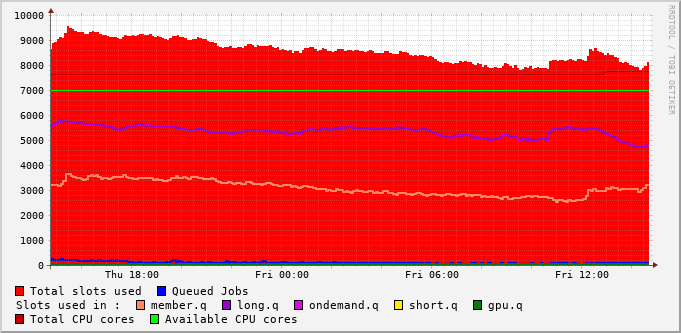 10000
9000
8000
7000
6000
5000
4000
3000
2000
1000
0
Thu 18:00 Fri 00:00 Fri 06:00 Fri 12:00
Total slots used Queued Jobs
Slots used in : member.q long.q ondemand.q short.q gpu.q
Total CPU cores Available CPU cores
RRDTOOL / TOBI OETIKER